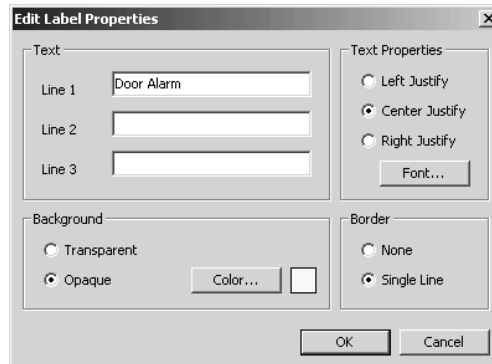 Edit Label Properties
Text
Line 1 Door Alarm
Line 2
Line 3
Text Properties
Left Justify
Center Justify
Right Justify
Font...
Background
Transparent
Opaque Color...
Border
None
Single Line
OK Cancel